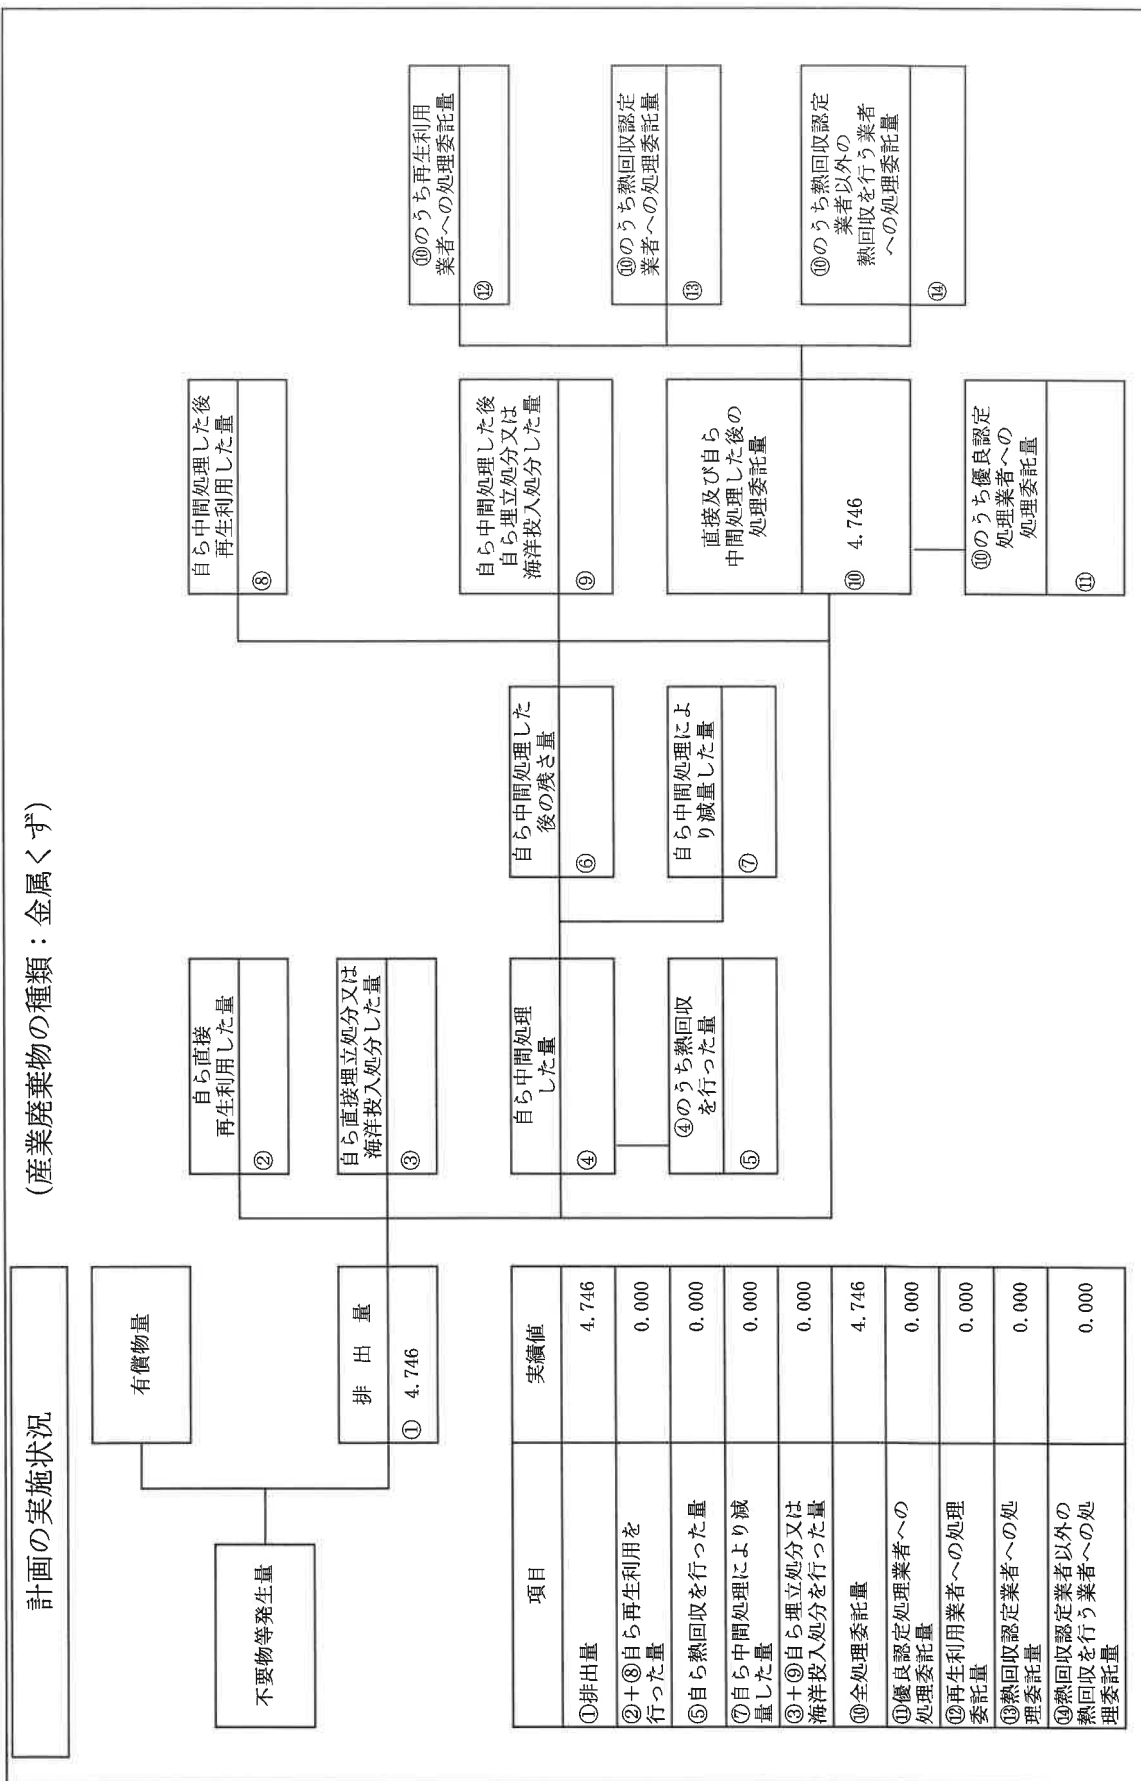 計画の実施状況
(産業廃棄物の種類：金属くず)
不要物等発生量
有償物量
排 出 量
① 4.746
自ら直接
再生利用した量
②
自ら直接埋立処分又は
海洋投入処分した量
③
自ら中間処理
した量
④
④のうち熱回収
を行った量
⑤
自ら中間処理した
後の残さ量
⑥
自ら中間処理によ
り減量した量
⑦
自ら中間処理した後
再生利用した量
⑧
自ら中間処理した後
自ら埋立処分又は
海洋投入処分した量
⑨
直接及び自ら
中間処理した後の
処理委託量
⑩ 4.746
⑩のうち優良認定
処理業者への
処理委託量
⑪
⑩のうち再生利用
業者への処理委託量
⑫
⑩のうち熱回収認定
業者への処理委託量
⑬
⑩のうち熱回収認定
業者以外の
熱回収を行う業者
への処理委託量
⑭
項目 実績値
①排出量 4.746
②+⑧自ら再生利用を
行った量 0.000
⑤自ら熱回収を行った量 0.000
⑦自ら中間処理により減
量した量 0.000
③+⑨自ら埋立処分又は
海洋投入処分を行った量 0.000
⑩全処理委託量 4.746
⑪優良認定処理業者への
処理委託量 0.000
⑫再生利用業者への処理
委託量 0.000
⑬熱回収認定業者への処
理委託量 0.000
⑭熱回収認定業者以外の
熱回収を行う業者への処
理委託量 0.000